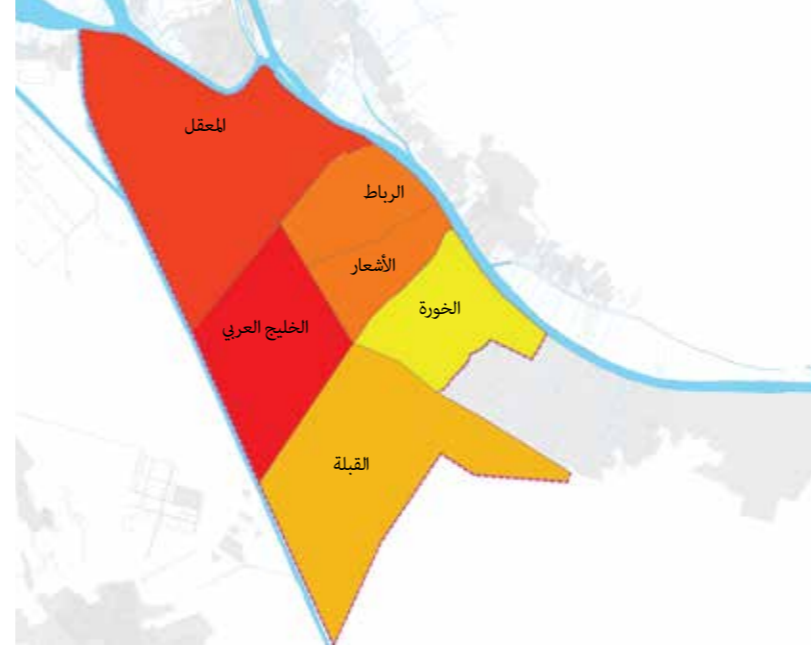 المعقل
الرباط
الأشعار
الخورة
الخليج العربي
القبلة